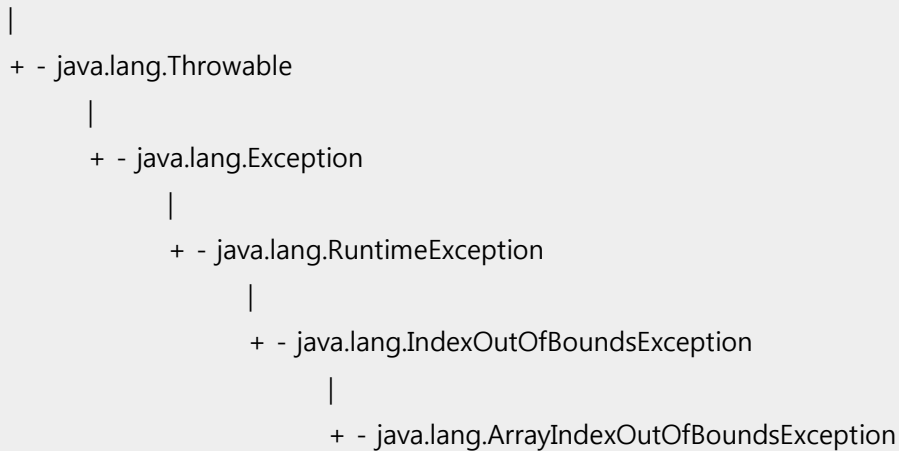 |
+ - java.lang.Throwable
|
+ - java.lang.Exception
|
+ - java.lang.RuntimeException
|
+ - java.lang.IndexOutOfBoundsException
|
+ - java.lang.ArrayIndexOutOfBoundsException